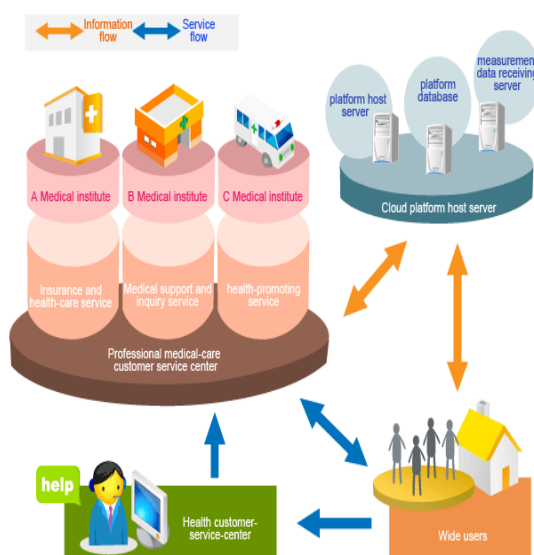 Information
flow
Service
flow
platform host
server
platform
database
measurement
data receiving
server
Cloud platform host server
A Medical institute
B Medical institute
C Medical institute
Insurance and
health-care service
Medical support and
inquiry service
health-promoting
service
Professional medical-care
customer service center
help
Health customer-
service-center
Wide users